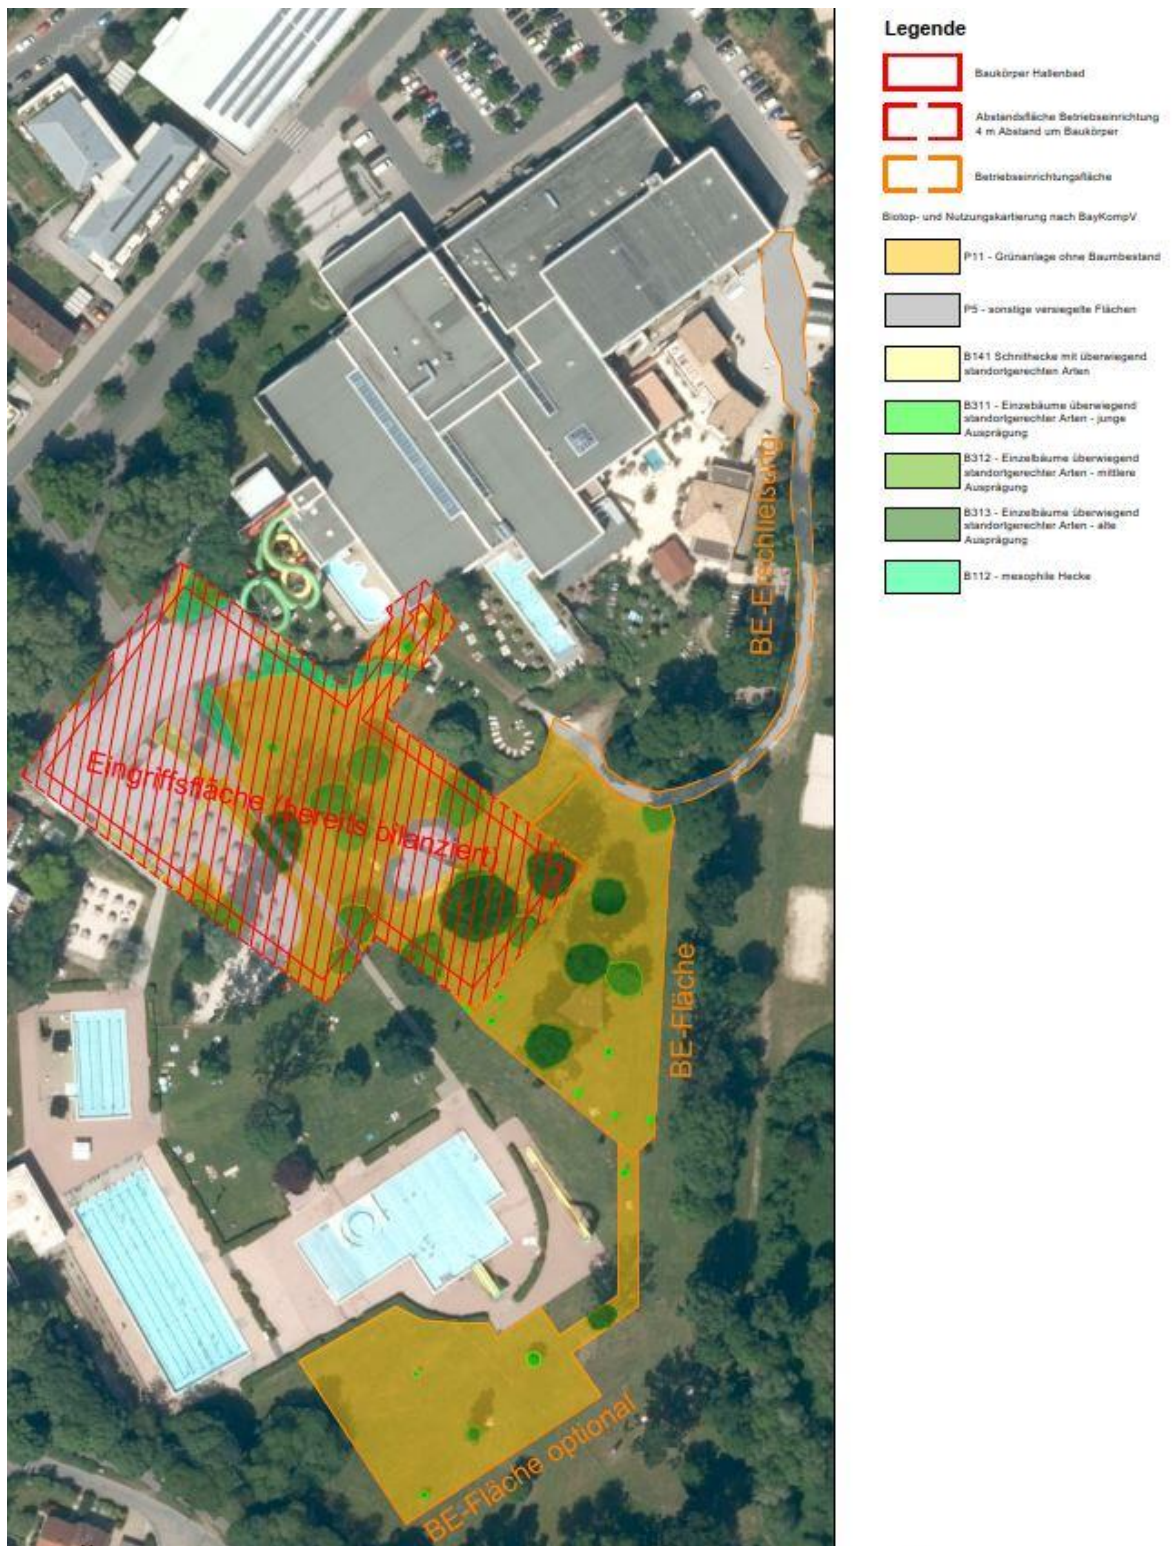 Legende
Baukörper Hallenbad
Abstandsfläche Betriebseinrichtung
4 m Abstand um Baukörper
Betriebseinrichtungsfläche
Biotop- und Nutzungskartierung nach BayKompV
P11 - Grünanlage ohne Baumbestand
P5 - sonstige versiegelte Flächen
B141 Schnithecke mit überwiegend
standortgerechten Arten
B311 - Einzebäume überwiegend
standortgerechter Arten - junge
Ausprägung
B312 - Einzelbäume überwiegend
standortgerechter Arten - mittlere
Ausprägung
B313 - Einzelbäume überwiegend
standortgerechter Arten - alte
Ausprägung
B112 - mesophile Hecke
BE-Erschließung
Eingriffsfläche (bereits bilanziert)
BE-Fläche
BE-Fläche optional